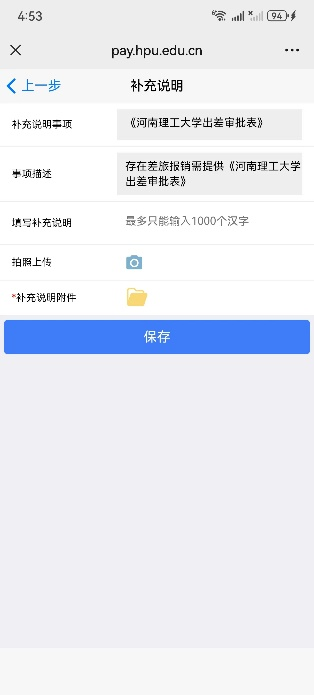 4:53
94
pay.hpu.edu.cn
上一步
补充说明
补充说明事项
《河南理工大学出差审批表》
事项描述
存在差旅报销需提供《河南理工大学
出差审批表》
填写补充说明
最多只能输入1000个汉字
拍照上传
*补充说明附件
保存